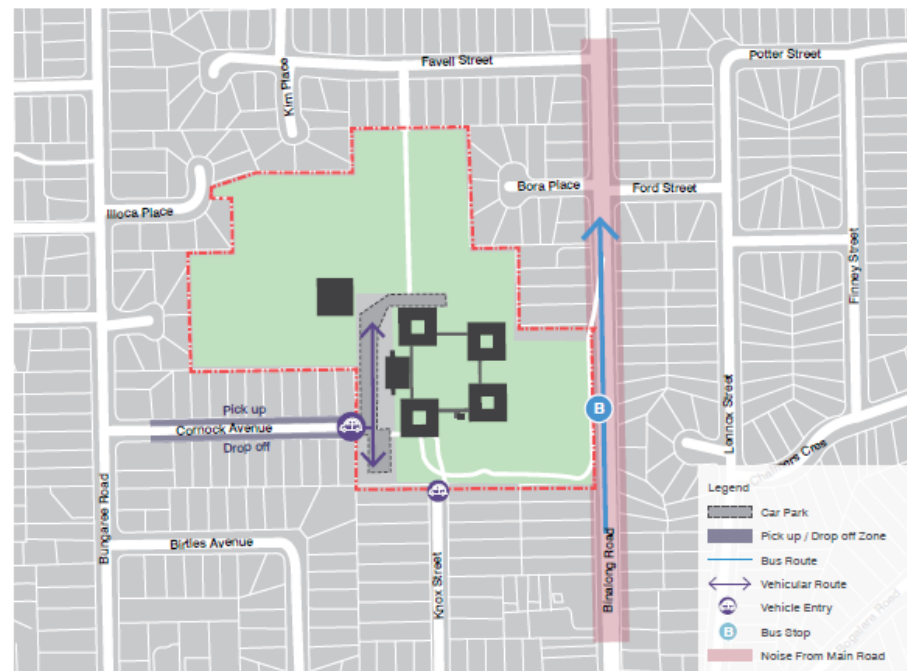 Favell Street
Potter Street
Kim Place
Bora Place
Ford Street
Illoca Place
Finney Street
Pick up
Cornock Avenue
Drop off
B
Lennox Street
Bungaree Road
Birtles Avenue
Knox Street
Binalong Road
Legend
Car Park
Pick up / Drop off Zone
Bus Route
Vehicular Route
Vehicle Entry
B
Bus Stop
Noise From Main Road